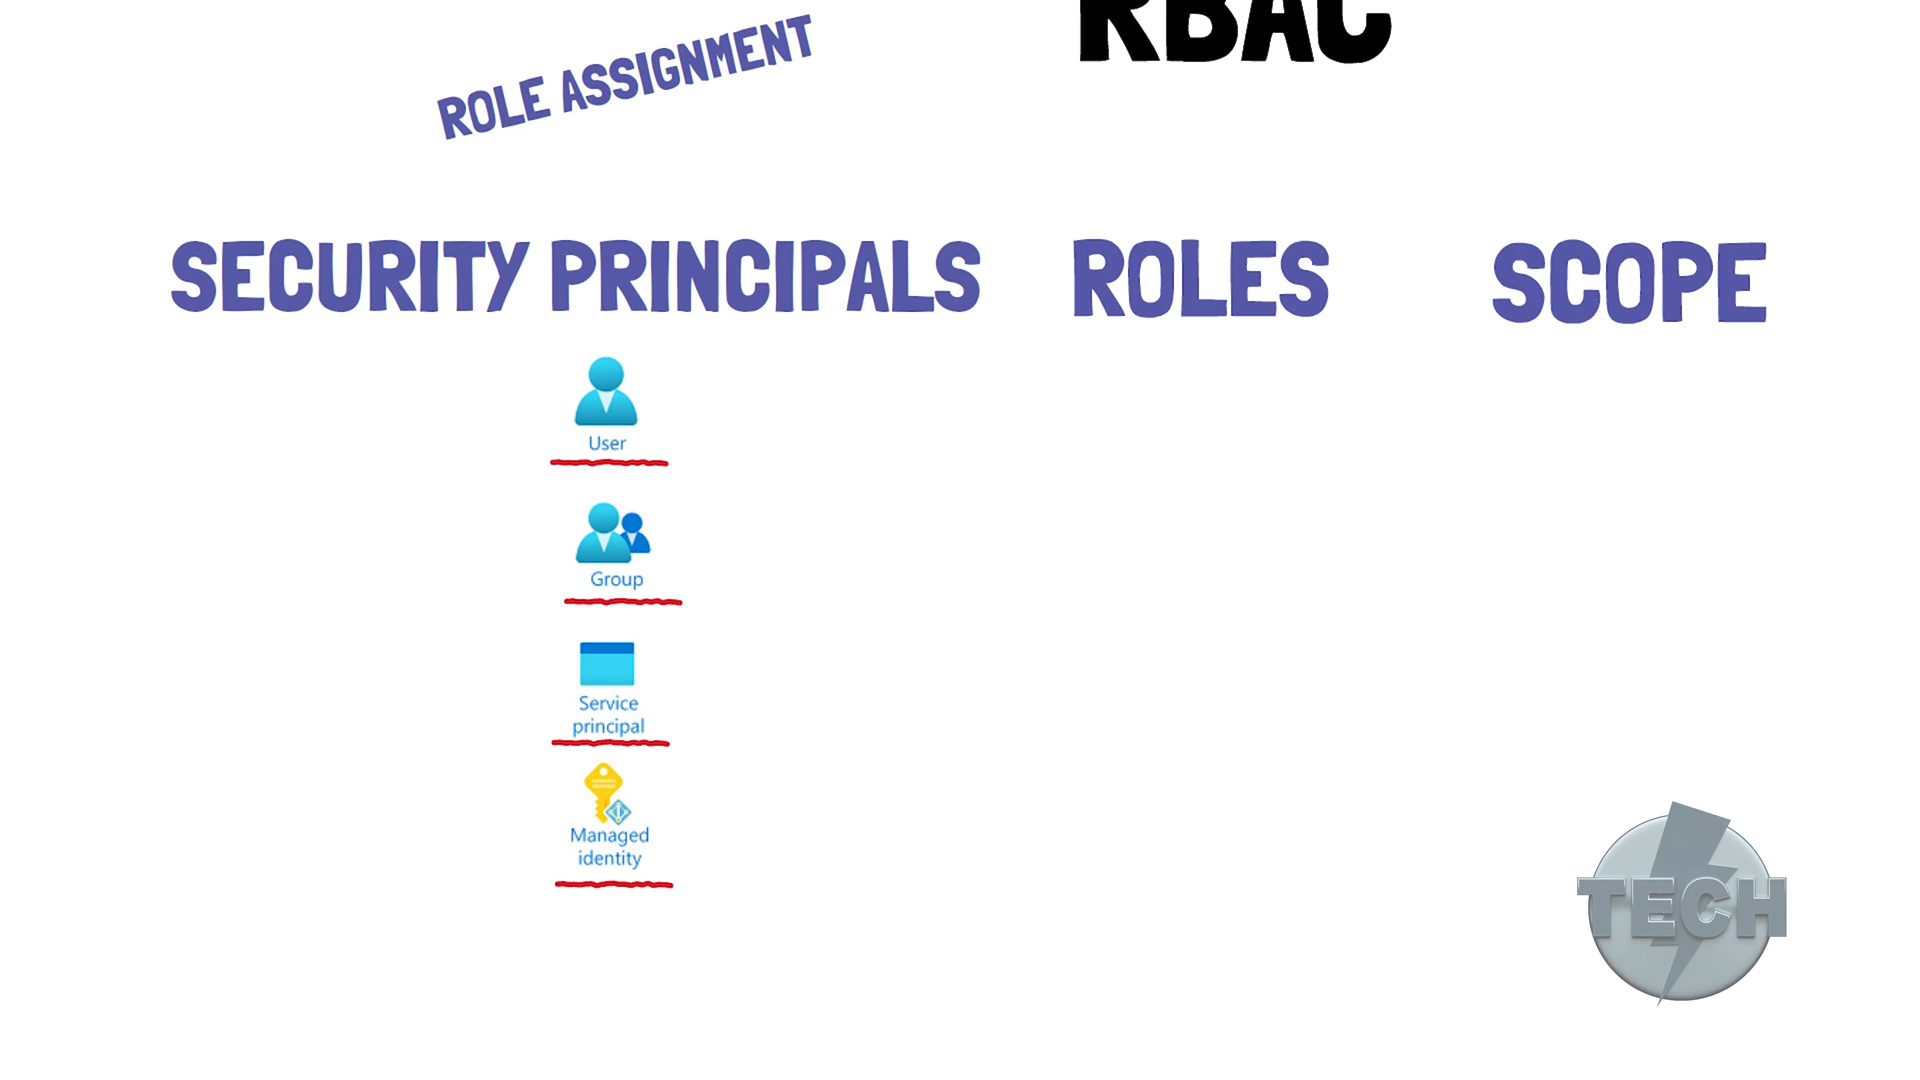 RBAC
ROLE ASSIGNMENT
SECURITY PRINCIPALS
ROLES
SCOPE
User
Group
Service
principal
Managed
identity
TECH